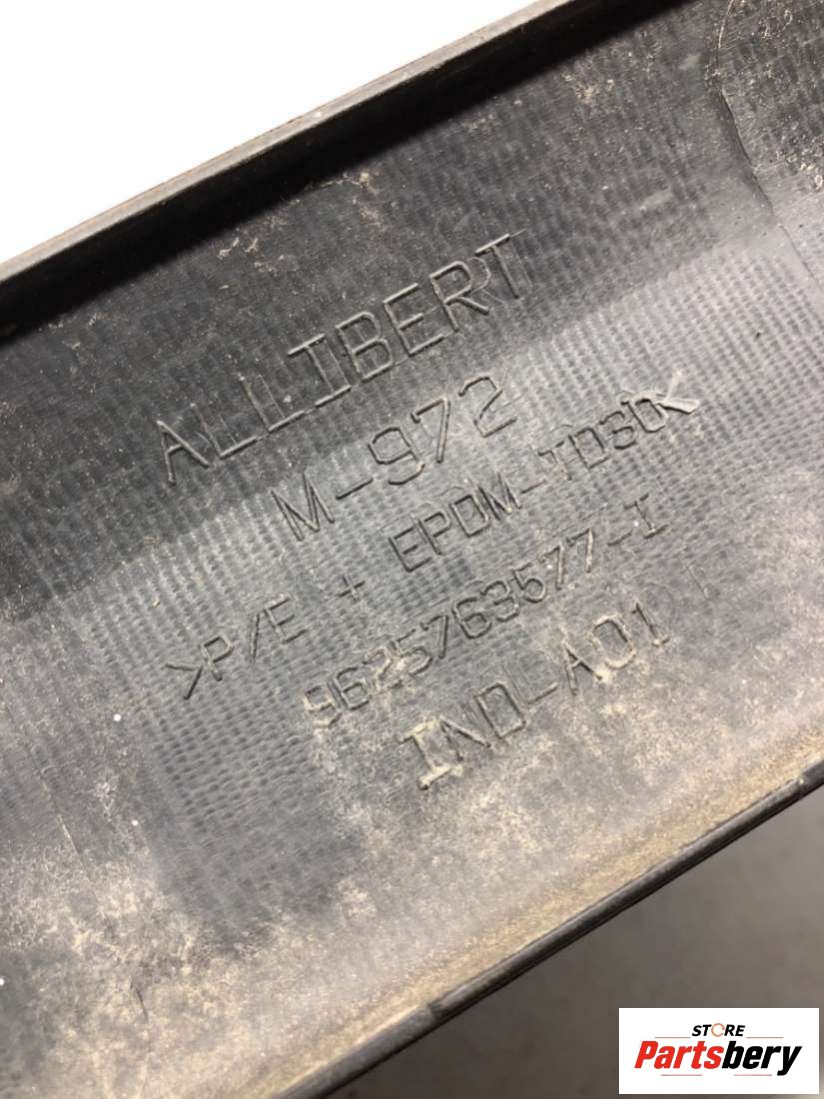 ALLIBERT
M-972
>P/E + EPDM-TD30<
9625763577-I
IND-A01
STORE
Partsbery